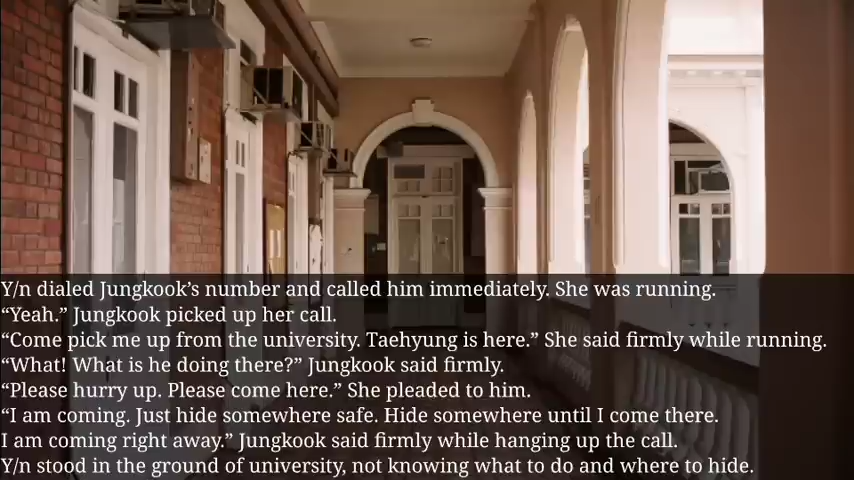 Y/n dialed Jungkook’s number and called him immediately. She was running.
“Yeah.” Jungkook picked up her call.
“Come pick me up from the university. Taehyung is here.” She said firmly while running.
“What! What is he doing there?” Jungkook said firmly.
“Please hurry up. Please come here.” She pleaded to him.
“I am coming. Just hide somewhere safe. Hide somewhere until I come there.
I am coming right away.” Jungkook said firmly while hanging up the call.
Y/n stood in the ground of university, not knowing what to do and where to hide.